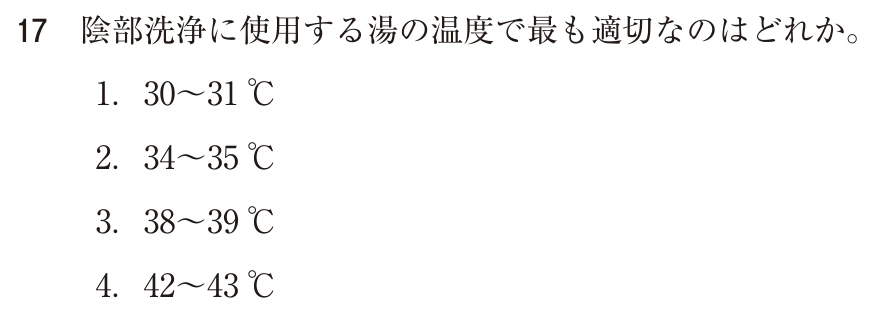 17 陰部洗浄に使用する湯の温度で最も適切なのはどれか。
1. 30〜31 ℃
2. 34〜35 ℃
3. 38〜39 ℃
4. 42〜43 ℃